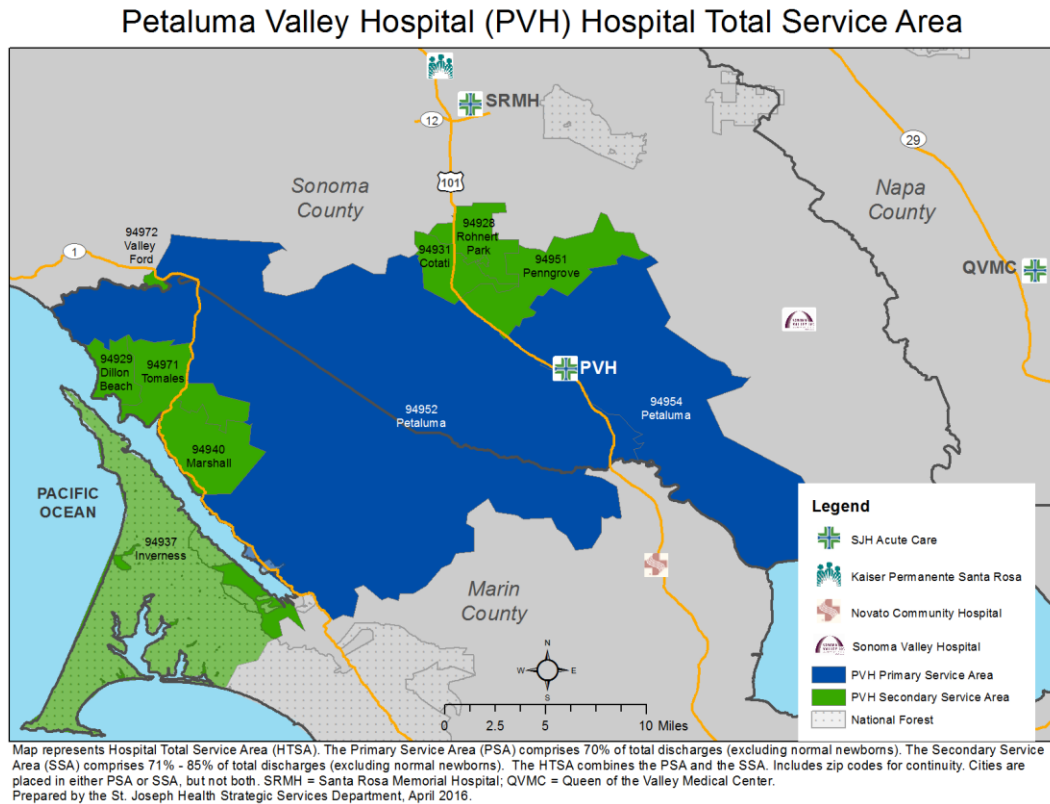 Petaluma Valley Hospital (PVH) Hospital Total Service Area
SRMH
12
29
101
Sonoma
County
Napa
County
94972
Valley
Ford
94928
Rohnert
Park
94931
Cotati
94951
Penngrove
1
QVMC
94929
Dillon
Beach
94971
Tomales
PVH
94952
Petaluma
94954
Petaluma
94940
Marshall
PACIFIC
OCEAN
94937
Inverness
Marin
County
N
W
E
S
0
2.5
5
10 Miles
Legend
SJH Acute Care
Kaiser Permanente Santa Rosa
Novato Community Hospital
Sonoma Valley Hospital
PVH Primary Service Area
PVH Secondary Service Area
National Forest
Map represents Hospital Total Service Area (HTSA). The Primary Service Area (PSA) comprises 70% of total discharges (excluding normal newborns). The Secondary Service
Area (SSA) comprises 71% - 85% of total discharges (excluding normal newborns). The HTSA combines the PSA and the SSA. Includes zip codes for continuity. Cities are
placed in either PSA or SSA, but not both. SRMH = Santa Rosa Memorial Hospital; QVMC = Queen of the Valley Medical Center.
Prepared by the St. Joseph Health Strategic Services Department, April 2016.